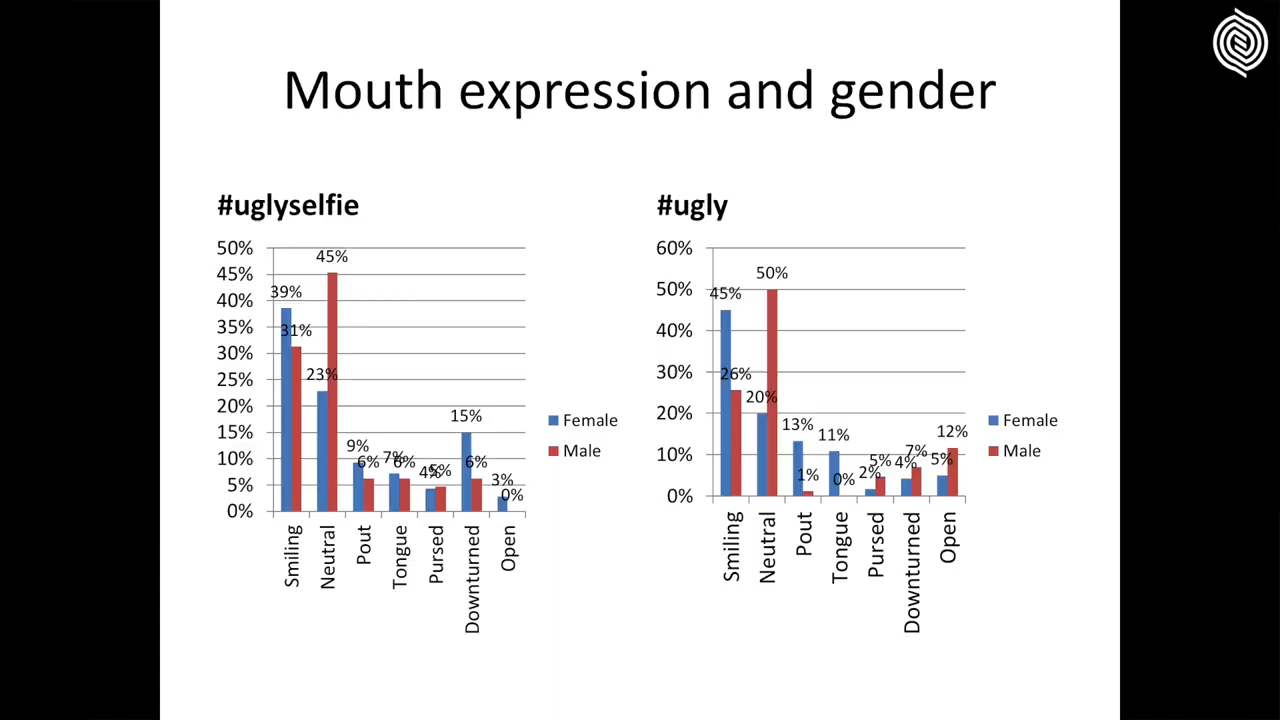 Mouth expression and gender
#uglyselfie
50%
45%
40%
35%
30%
25%
20%
15%
10%
5%
0%
39%
31%
23%
45%
9%
6%
7%
6%
4%
5%
15%
6%
3%
0%
Smiling
Neutral
Pout
Tongue
Pursed
Downturned
Open
Female
Male
#ugly
60%
50%
40%
30%
20%
10%
0%
45%
26%
20%
50%
13%
1%
11%
0%
2%
5%
4%
7%
5%
12%
Smiling
Neutral
Pout
Tongue
Pursed
Downturned
Open
Female
Male